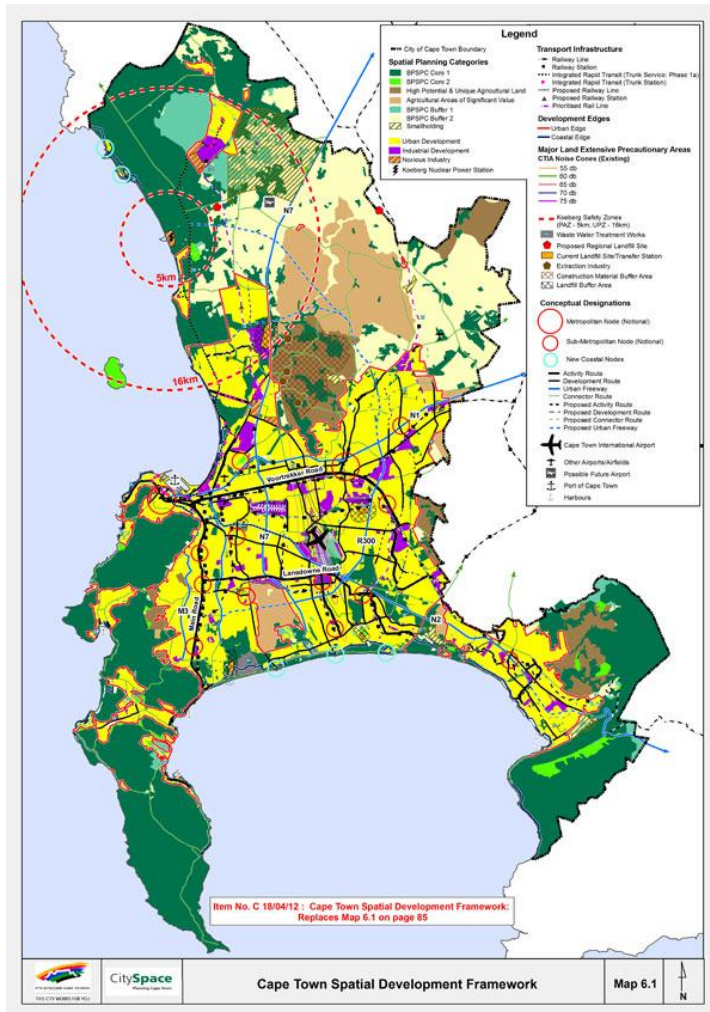 Legend
City of Cape Town Boundary
Spatial Planning Categories
BPSPC Core 1
BPSPC Core 2
High Potential & Unique Agricultural Land
Agricultural Areas of Significant Value
BPSPC Buffer 1
BPSPC Buffer 2
Smallholding
Urban Development
Industrial Development
Noxious Industry
Koeberg Nuclear Power Station
Transport Infrastructure
Railway Line
Railway Station
Integrated Rapid Transit (Trunk Service: Phase 1a)
Integrated Rapid Transit (Trunk Station)
Proposed Railway Line
Proposed Railway Station
Prioritised Rail Line
Development Edges
Urban Edge
Coastal Edge
Major Land Extensive Precautionary Areas
CTIA Noise Cones (Existing)
55 db
60 db
65 db
70 db
75 db
Koeberg Safety Zones
(PAZ - 5km; UPZ - 16km)
Waste Water Treatment Works
Proposed Regional Landfill Site
Current Landfill Site/Transfer Station
Extraction Industry
Construction Material Buffer Area
Landfill Buffer Area
Conceptual Designations
Metropolitan Node (Notional)
Sub-Metropolitan Node (Notional)
New Coastal Nodes
Activity Route
Development Route
Urban Freeway
Connector Route
Proposed Activity Route
Proposed Development Route
Proposed Connector Route
Proposed Urban Freeway
Cape Town International Airport
Other Airports/Airfields
Possible Future Airport
Port of Cape Town
Harbours
N7
5km
16km
N1
Voortrekker Road
N7
R300
Lansdowne Road
M3
Main Road
N2
Item No. C 18/04/12 : Cape Town Spatial Development Framework:
Replaces Map 6.1 on page 85
THIS CITY WORKS FOR YOU
CitySpace
Planning Cape Town
Cape Town Spatial Development Framework
Map 6.1
N